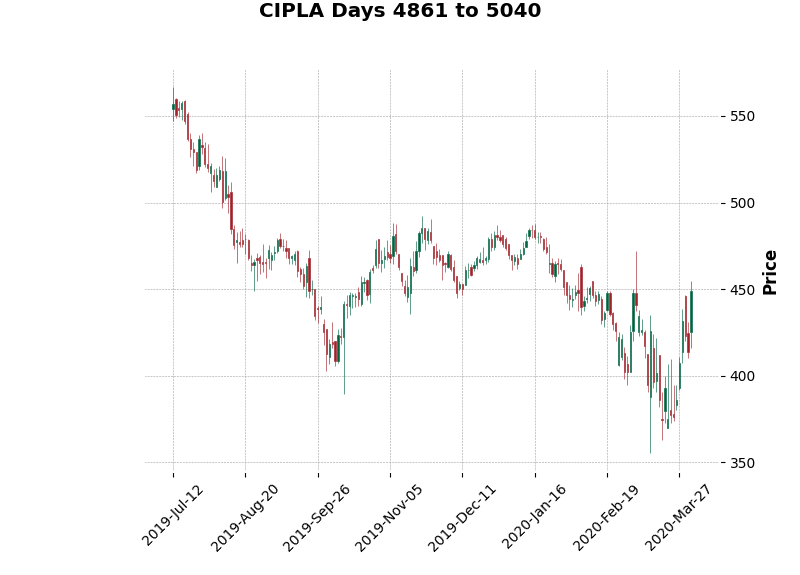 CIPLA Days 4861 to 5040
550
500
450
400
350
Price
2019-Jul-12
2019-Aug-20
2019-Sep-26
2019-Nov-05
2019-Dec-11
2020-Jan-16
2020-Feb-19
2020-Mar-27